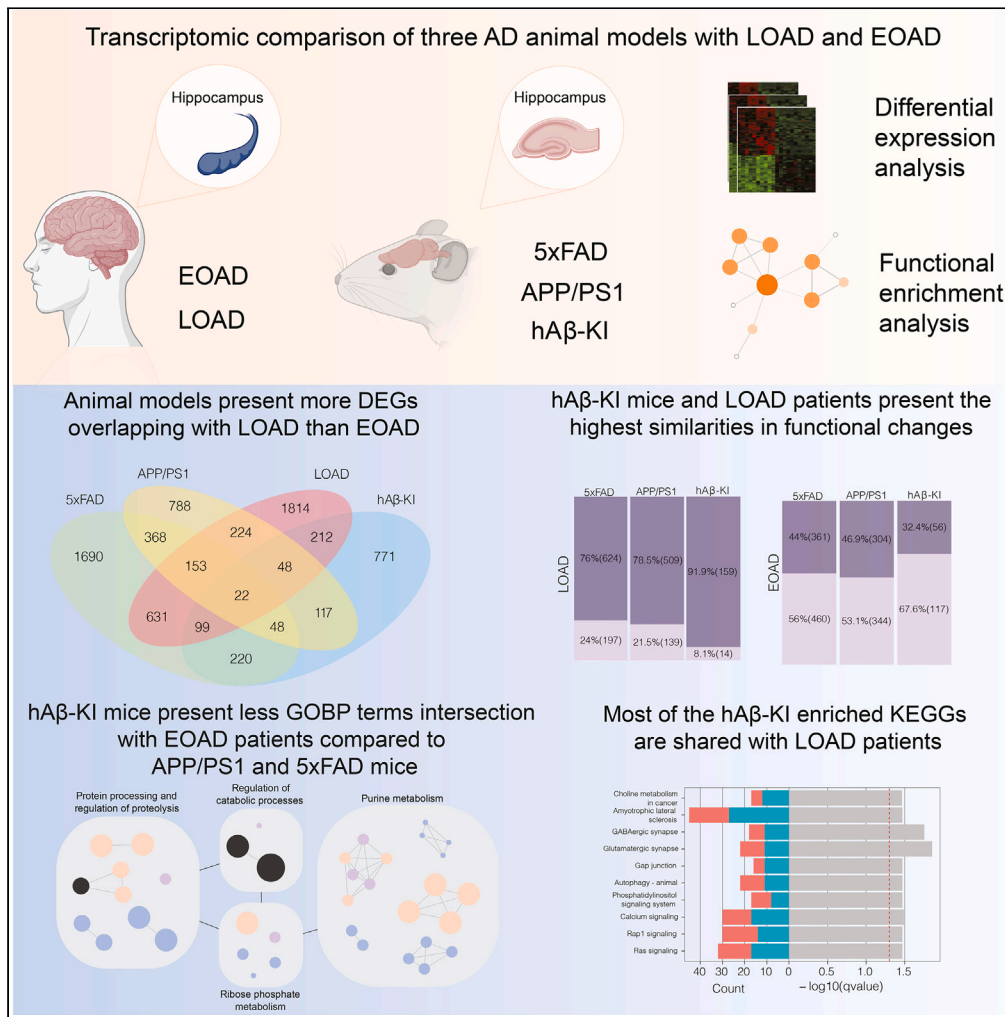 Transcriptomic comparison of three AD animal models with LOAD and EOAD
Hippocampus
EOAD
LOAD
Hippocampus
5xFAD
APP/PS1
hAβ-KI
Differential
expression
analysis
Functional
enrichment
analysis
Animal models present more DEGs
overlapping with LOAD than EOAD
APP/PS1
LOAD
5xFAD
hAβ-KI
788
1814
368
224
212
1690
771
153
48
22
631
117
99
48
220
hAβ-KI mice and LOAD patients present the
highest similarities in functional changes
5xFAD
APP/PS1
hAβ-KI
LOAD
76%(624)
78.5%(509)
91.9%(159)
24%(197)
21.5%(139)
8.1%(14)
5xFAD
APP/PS1
hAβ-KI
EOAD
44%(361)
46.9%(304)
32.4%(56)
56%(460)
53.1%(344)
67.6%(117)
hAβ-KI mice present less GOBP terms intersection
with EOAD patients compared to
APP/PS1 and 5xFAD mice
Protein processing and
regulation of proteolysis
Regulation of
catabolic processes
Purine metabolism
Ribose phosphate
metabolism
Most of the hAβ-KI enriched KEGGs
are shared with LOAD patients
Choline metabolism
in cancer
Amyotrophic lateral
sclerosis
GABAergic synapse
Glutamatergic synapse
Gap junction
Autophagy - animal
Phosphatidylinositol
signaling system
Calcium signaling
Rap1 signaling
Ras signaling
40 30 20 10 0 0.5 1.0 1.5
Count
− log10(qvalue)